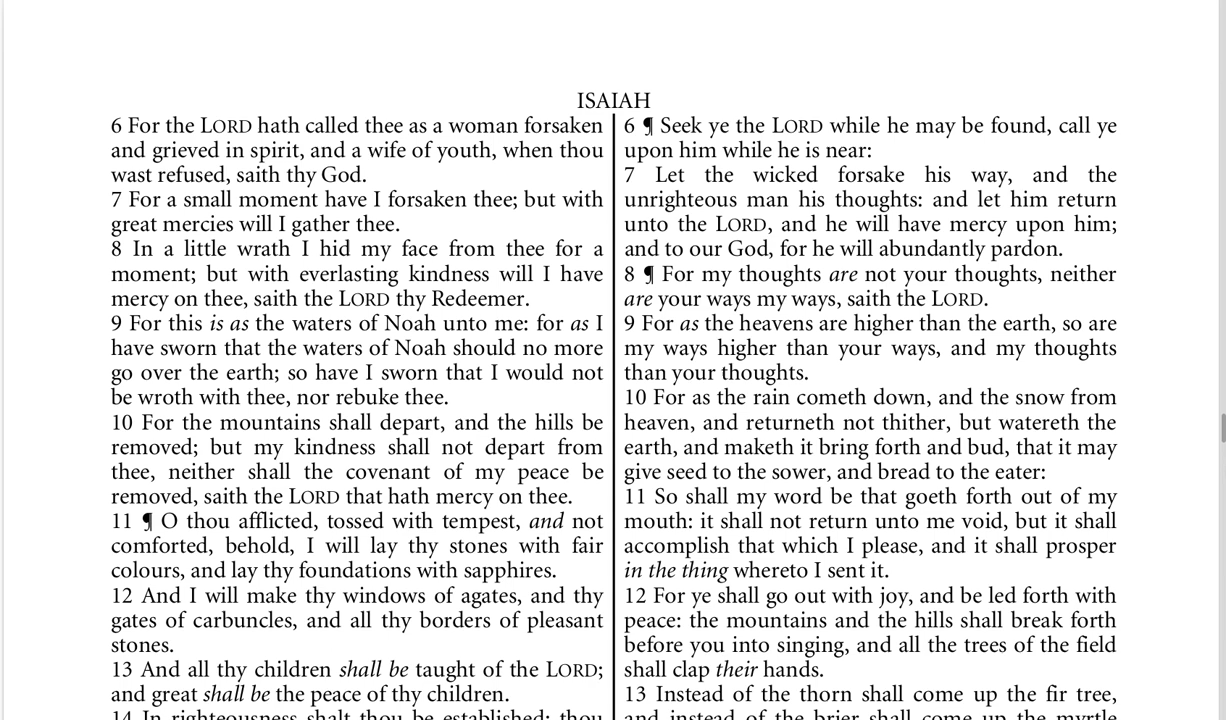 ISAIAH
6 For the LORD hath called thee as a woman forsaken
and grieved in spirit, and a wife of youth, when thou
wast refused, saith thy God.
7 For a small moment have I forsaken thee; but with
great mercies will I gather thee.
8 In a little wrath I hid my face from thee for a
moment; but with everlasting kindness will I have
mercy on thee, saith the LORD thy Redeemer.
9 For this is as the waters of Noah unto me: for as I
have sworn that the waters of Noah should no more
go over the earth; so have I sworn that I would not
be wroth with thee, nor rebuke thee.
10 For the mountains shall depart, and the hills be
removed; but my kindness shall not depart from
thee, neither shall the covenant of my peace be
removed, saith the LORD that hath mercy on thee.
11 ¶ O thou afflicted, tossed with tempest, and not
comforted, behold, I will lay thy stones with fair
colours, and lay thy foundations with sapphires.
12 And I will make thy windows of agates, and thy
gates of carbuncles, and all thy borders of pleasant
stones.
13 And all thy children shall be taught of the LORD;
and great shall be the peace of thy children.
14 In righteousness shalt thou be established: thou
6 ¶ Seek ye the LORD while he may be found, call ye
upon him while he is near:
7 Let the wicked forsake his way, and the
unrighteous man his thoughts: and let him return
unto the LORD, and he will have mercy upon him;
and to our God, for he will abundantly pardon.
8 ¶ For my thoughts are not your thoughts, neither
are your ways my ways, saith the LORD.
9 For as the heavens are higher than the earth, so are
my ways higher than your ways, and my thoughts
than your thoughts.
10 For as the rain cometh down, and the snow from
heaven, and returneth not thither, but watereth the
earth, and maketh it bring forth and bud, that it may
give seed to the sower, and bread to the eater:
11 So shall my word be that goeth forth out of my
mouth: it shall not return unto me void, but it shall
accomplish that which I please, and it shall prosper
in the thing whereto I sent it.
12 For ye shall go out with joy, and be led forth with
peace: the mountains and the hills shall break forth
before you into singing, and all the trees of the field
shall clap their hands.
13 Instead of the thorn shall come up the fir tree,
and instead of the brier shall come up the myrtle